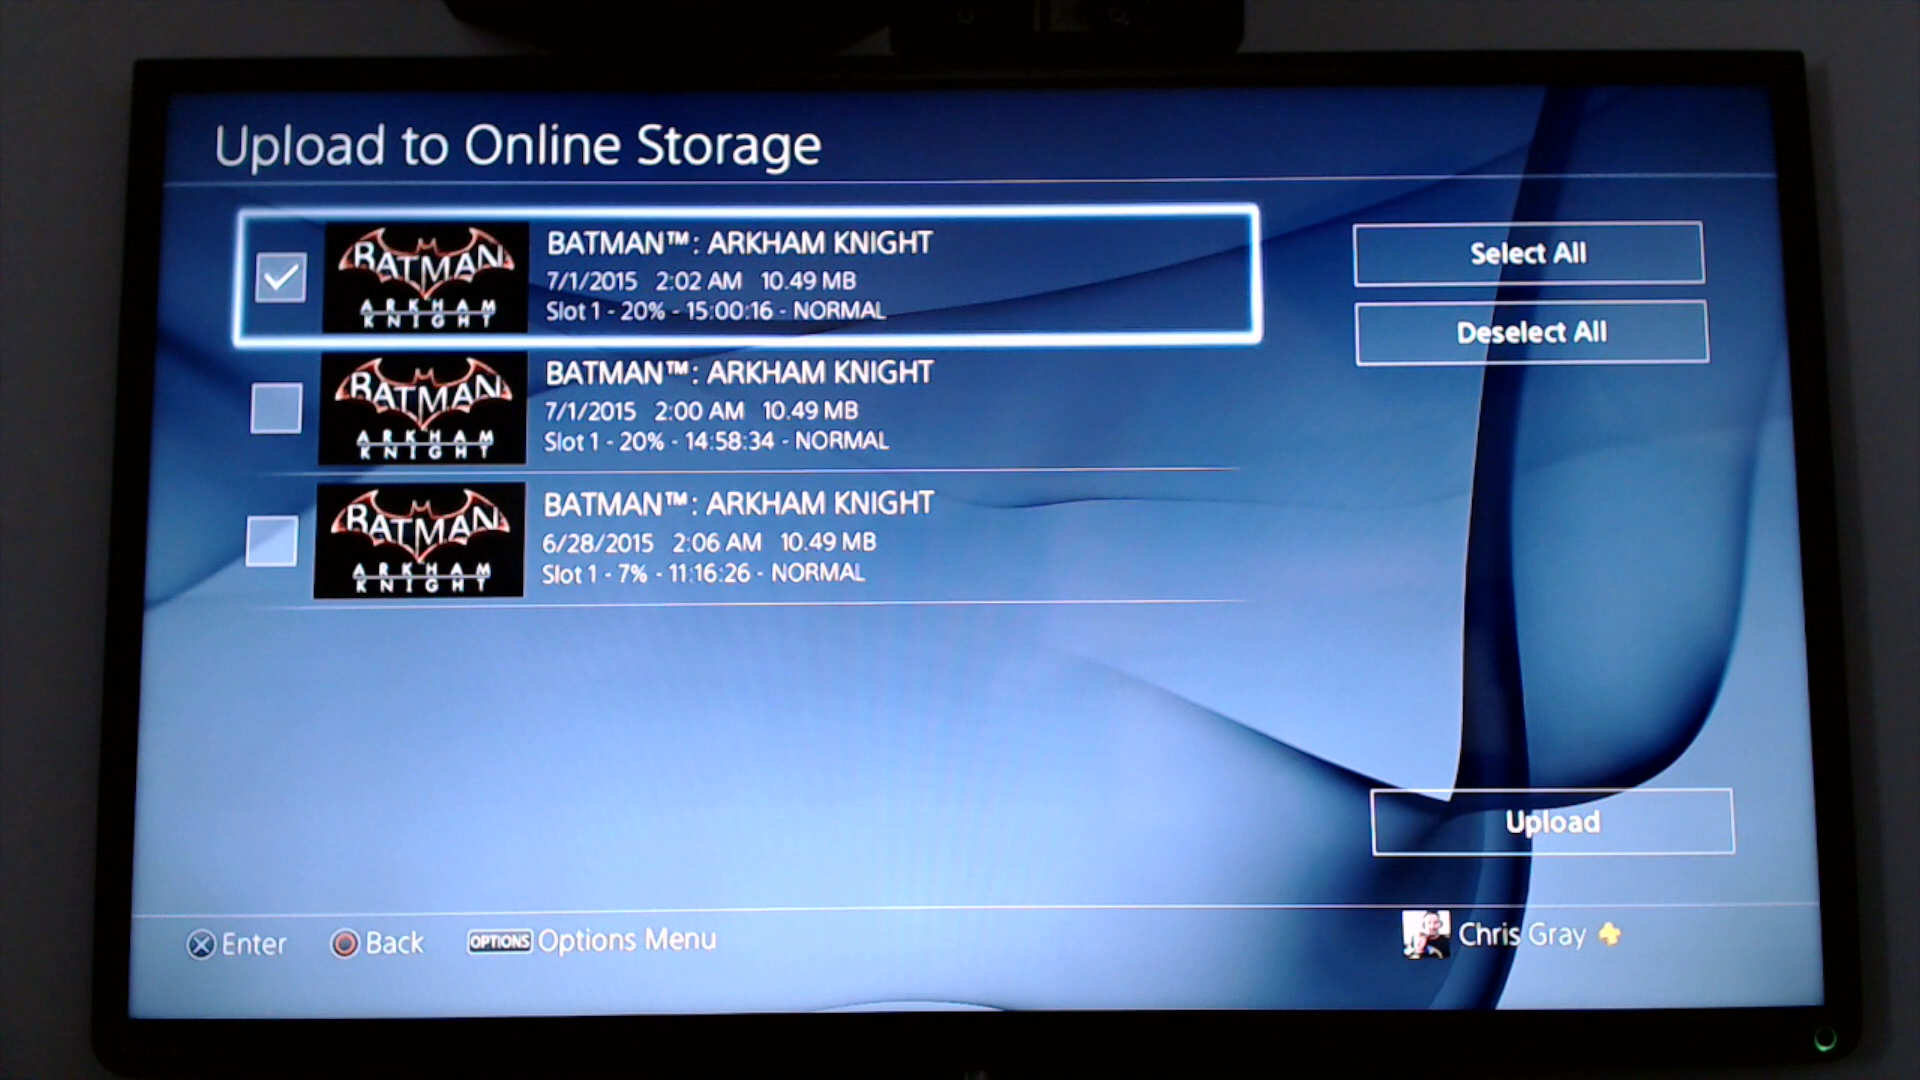 Upload to Online Storage
BATMAN
ARKHAM
KNIGHT
BATMAN™: ARKHAM KNIGHT
7/1/2015 2:02 AM 10.49 MB
Slot 1 - 20% - 15:00:16 - NORMAL
BATMAN
ARKHAM
KNIGHT
BATMAN™: ARKHAM KNIGHT
7/1/2015 2:00 AM 10.49 MB
Slot 1 - 20% - 14:58:34 - NORMAL
BATMAN
ARKHAM
KNIGHT
BATMAN™: ARKHAM KNIGHT
6/28/2015 2:06 AM 10.49 MB
Slot 1 - 7% - 11:16:26 - NORMAL
Select All
Deselect All
Upload
Enter Back OPTIONS Options Menu
Chris Gray